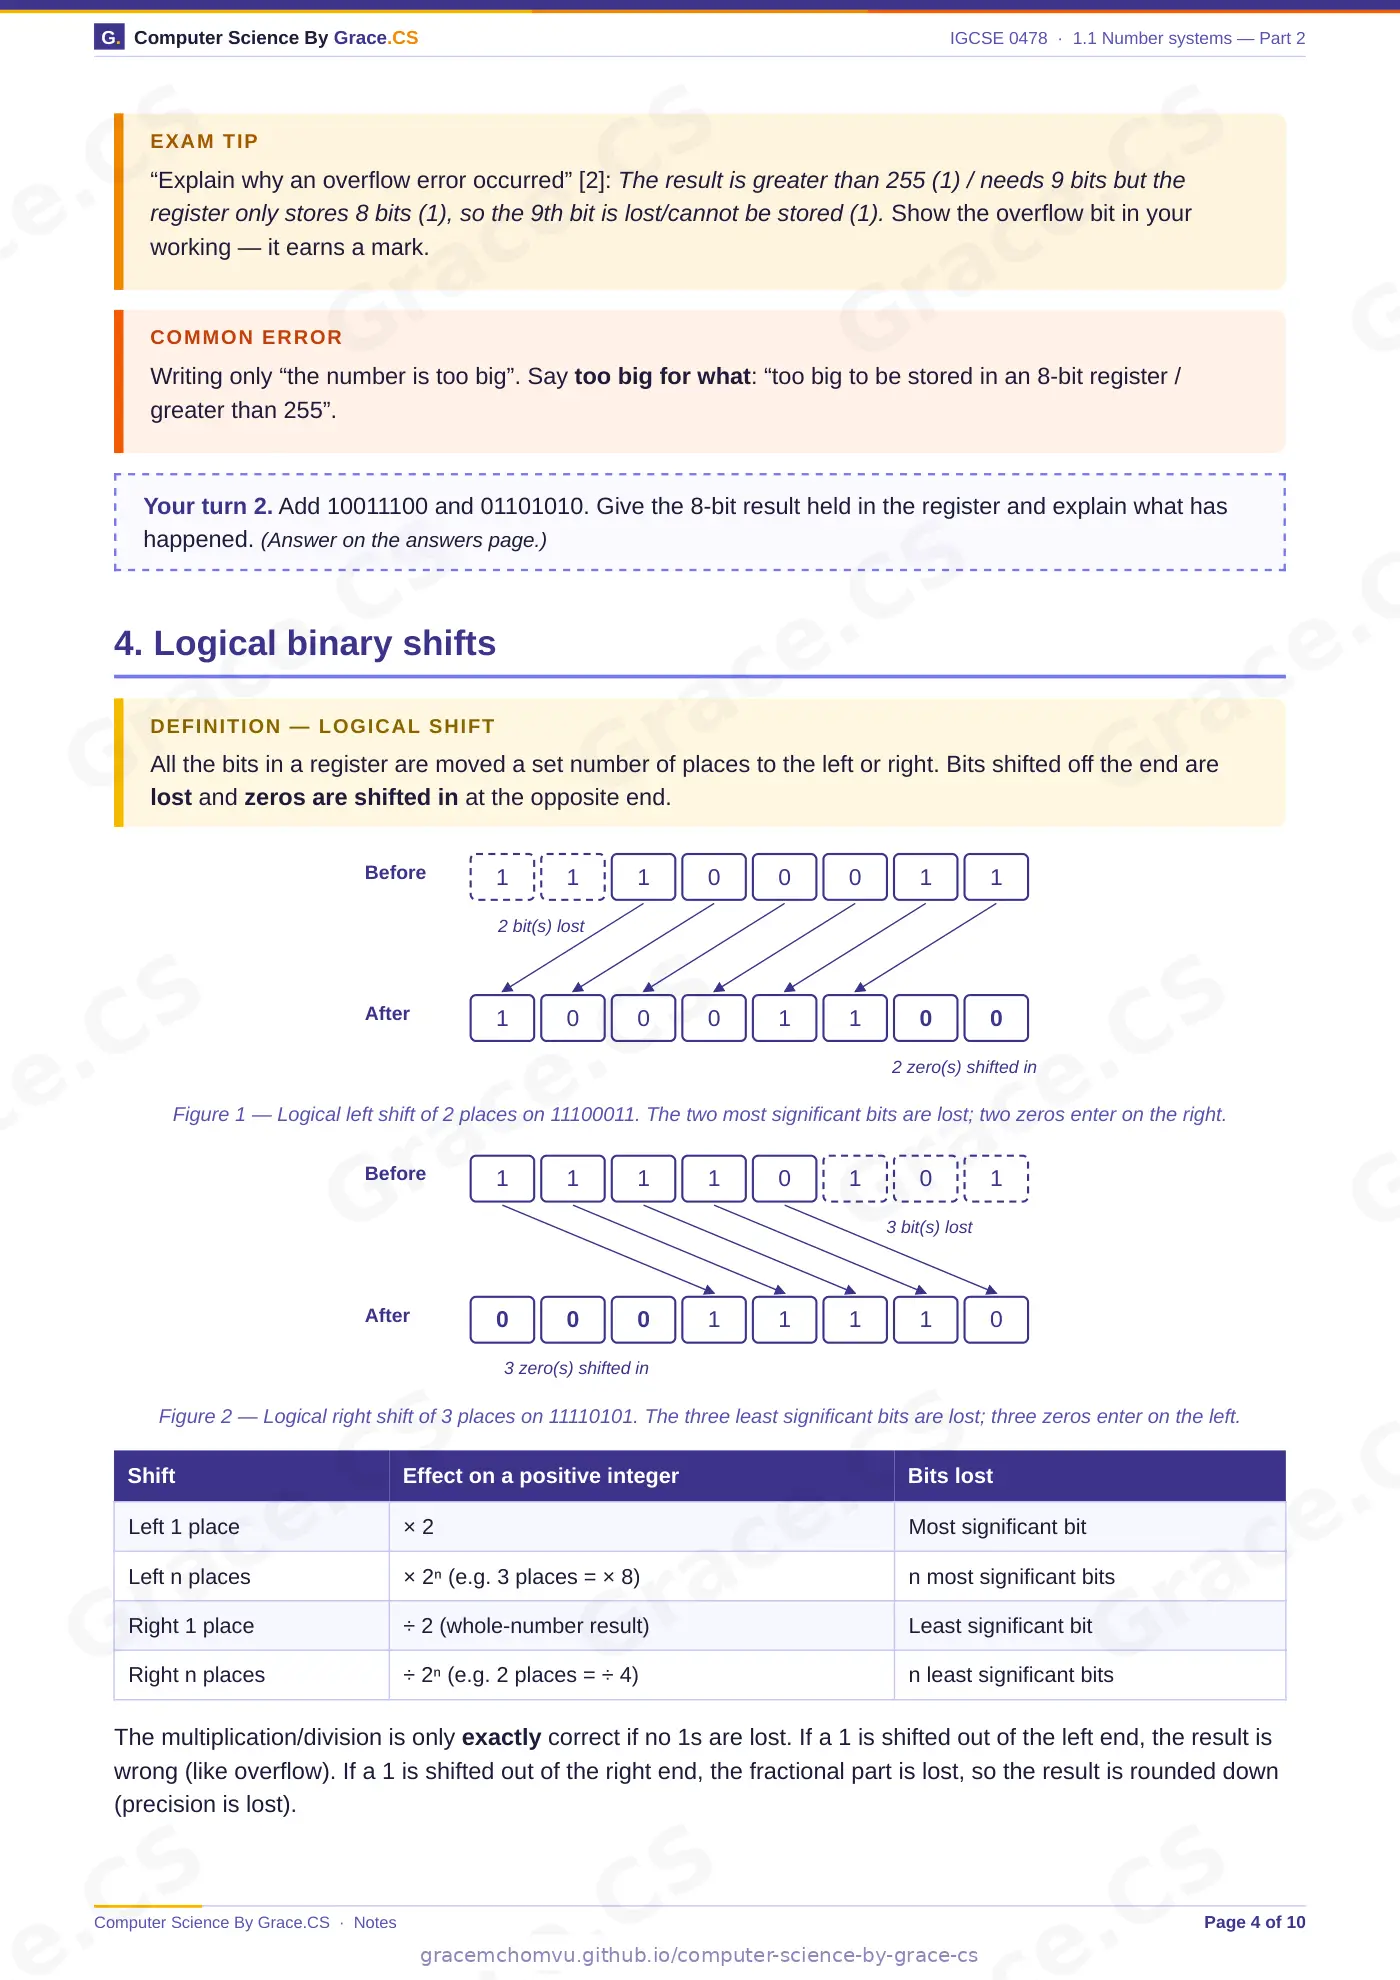 G. Computer Science By Grace.CS
IGCSE 0478 · 1.1 Number systems — Part 2
EXAM TIP
“Explain why an overflow error occurred” [2]: The result is greater than 255 (1) / needs 9 bits but the
register only stores 8 bits (1), so the 9th bit is lost/cannot be stored (1). Show the overflow bit in your
working — it earns a mark.
COMMON ERROR
Writing only “the number is too big”. Say too big for what: “too big to be stored in an 8-bit register /
greater than 255”.
Your turn 2. Add 10011100 and 01101010. Give the 8-bit result held in the register and explain what has
happened. (Answer on the answers page.)
4. Logical binary shifts
DEFINITION — LOGICAL SHIFT
All the bits in a register are moved a set number of places to the left or right. Bits shifted off the end are
lost and zeros are shifted in at the opposite end.
Before 1 1 1 0 0 0 1 1
2 bit(s) lost
After 1 0 0 0 1 1 0 0
2 zero(s) shifted in
Figure 1 — Logical left shift of 2 places on 11100011. The two most significant bits are lost; two zeros enter on the right.
Before 1 1 1 1 0 1 0 1
3 bit(s) lost
After 0 0 0 1 1 1 1 0
3 zero(s) shifted in
Figure 2 — Logical right shift of 3 places on 11110101. The three least significant bits are lost; three zeros enter on the left.
Shift Effect on a positive integer Bits lost
Left 1 place × 2 Most significant bit
Left n places × 2ⁿ (e.g. 3 places = × 8) n most significant bits
Right 1 place ÷ 2 (whole-number result) Least significant bit
Right n places ÷ 2ⁿ (e.g. 2 places = ÷ 4) n least significant bits
The multiplication/division is only exactly correct if no 1s are lost. If a 1 is shifted out of the left end, the result is
wrong (like overflow). If a 1 is shifted out of the right end, the fractional part is lost, so the result is rounded down
(precision is lost).
Computer Science By Grace.CS · Notes
Page 4 of 10
gracemchomvu.github.io/computer-science-by-grace-cs